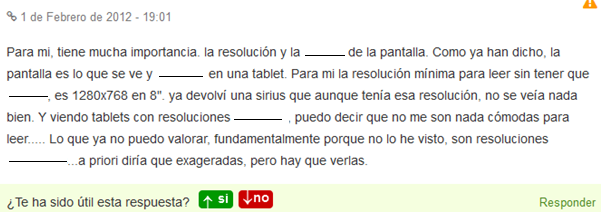 1 de Febrero de 2012 - 19:01
Para mi, tiene mucha importancia. la resolución y la ______ de la pantalla. Como ya han dicho, la
pantalla es lo que se ve y ______ en una tablet. Para mi la resolución mínima para leer sin tener que
______, es 1280x768 en 8". ya devolví una sirius que aunque tenía esa resolución, no se veía nada
bien. Y viendo tablets con resoluciones _______ , puedo decir que no me son nada cómodas para
leer..... Lo que ya no puedo valorar, fundamentalmente porque no lo he visto, son resoluciones
_________...a priori diría que exageradas, pero hay que verlas.
¿Te ha sido útil esta respuesta? si no Responder